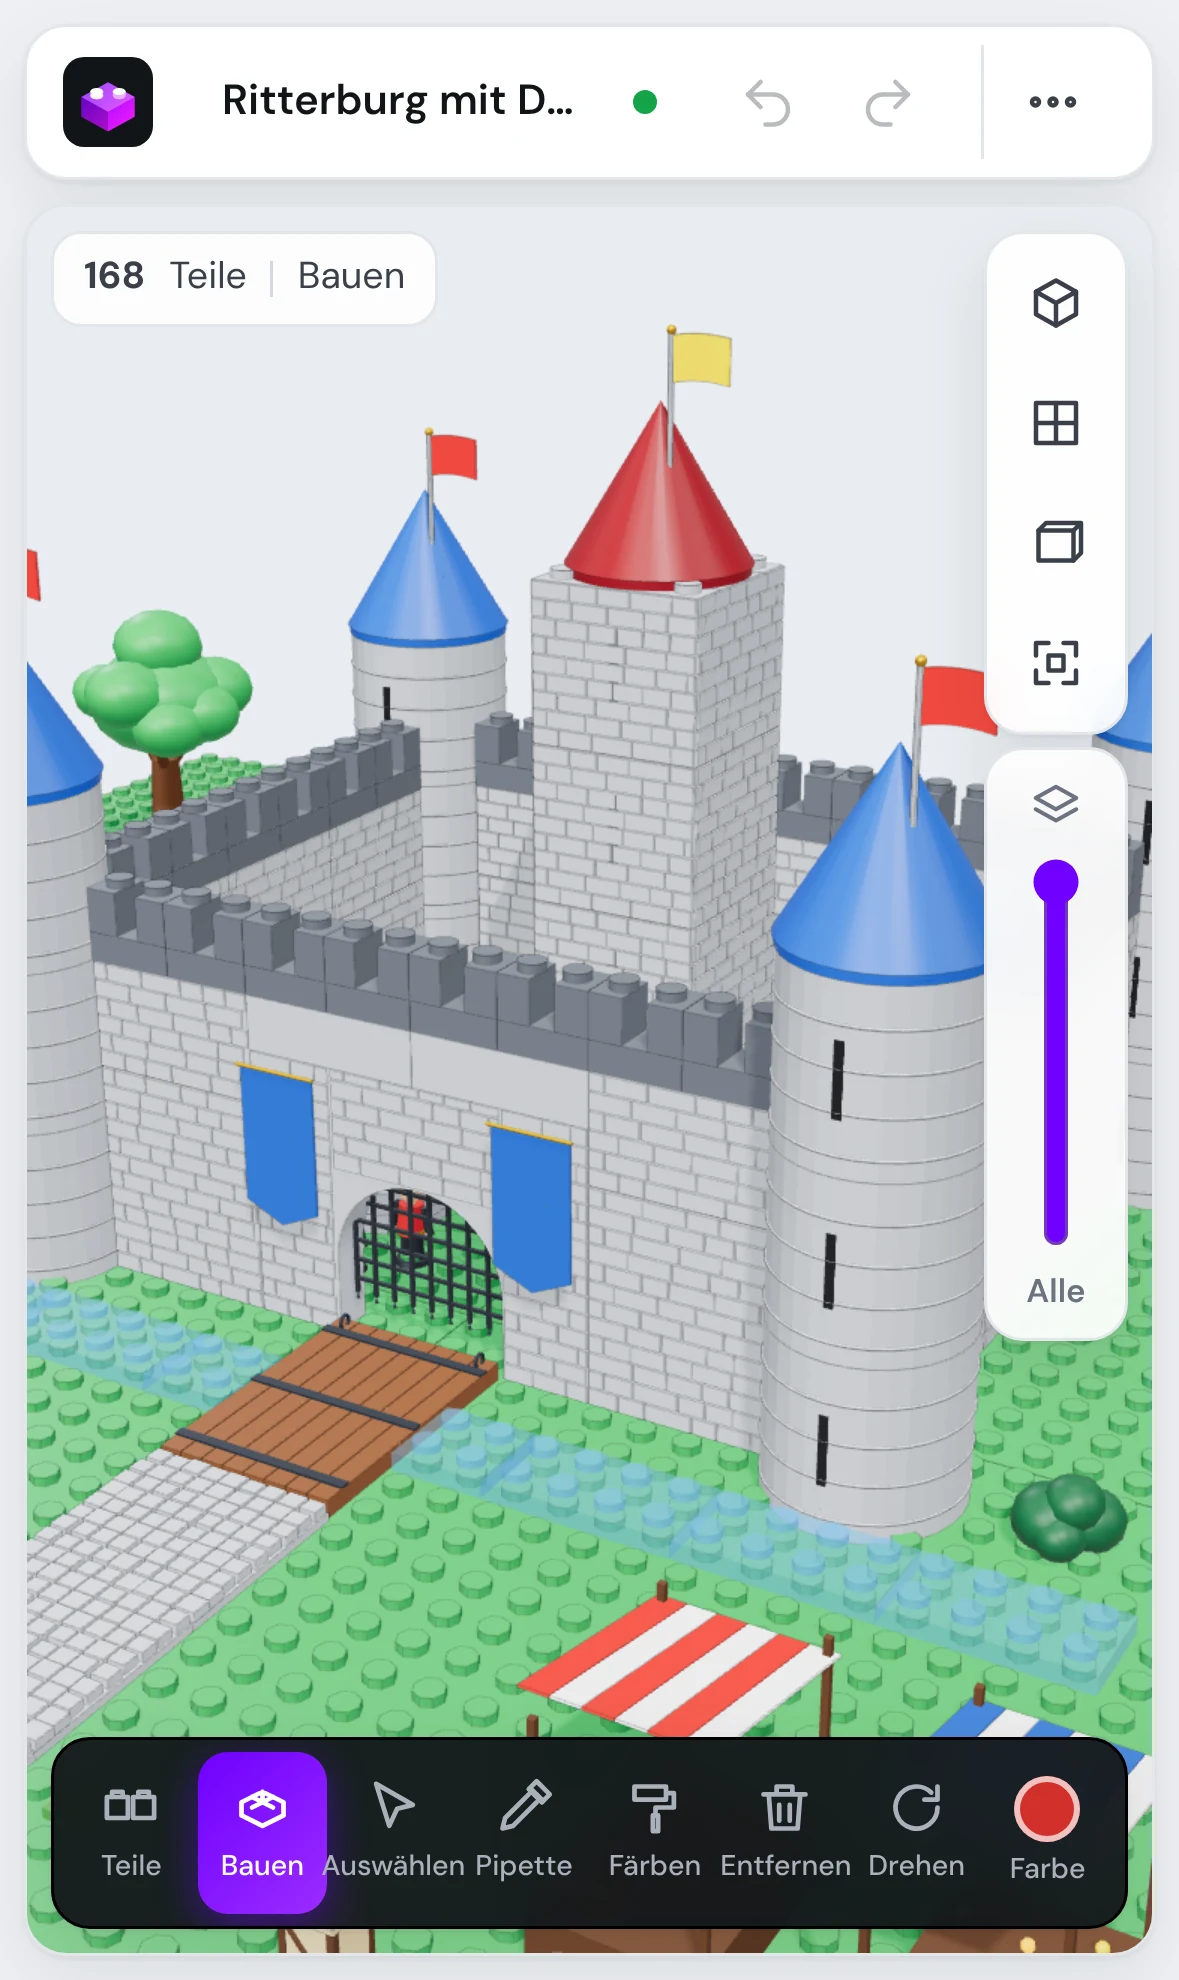 Ritterburg mit D...
168 Teile | Bauen
Alle
Teile Bauen Auswählen Pipette Färben Entfernen Drehen Farbe